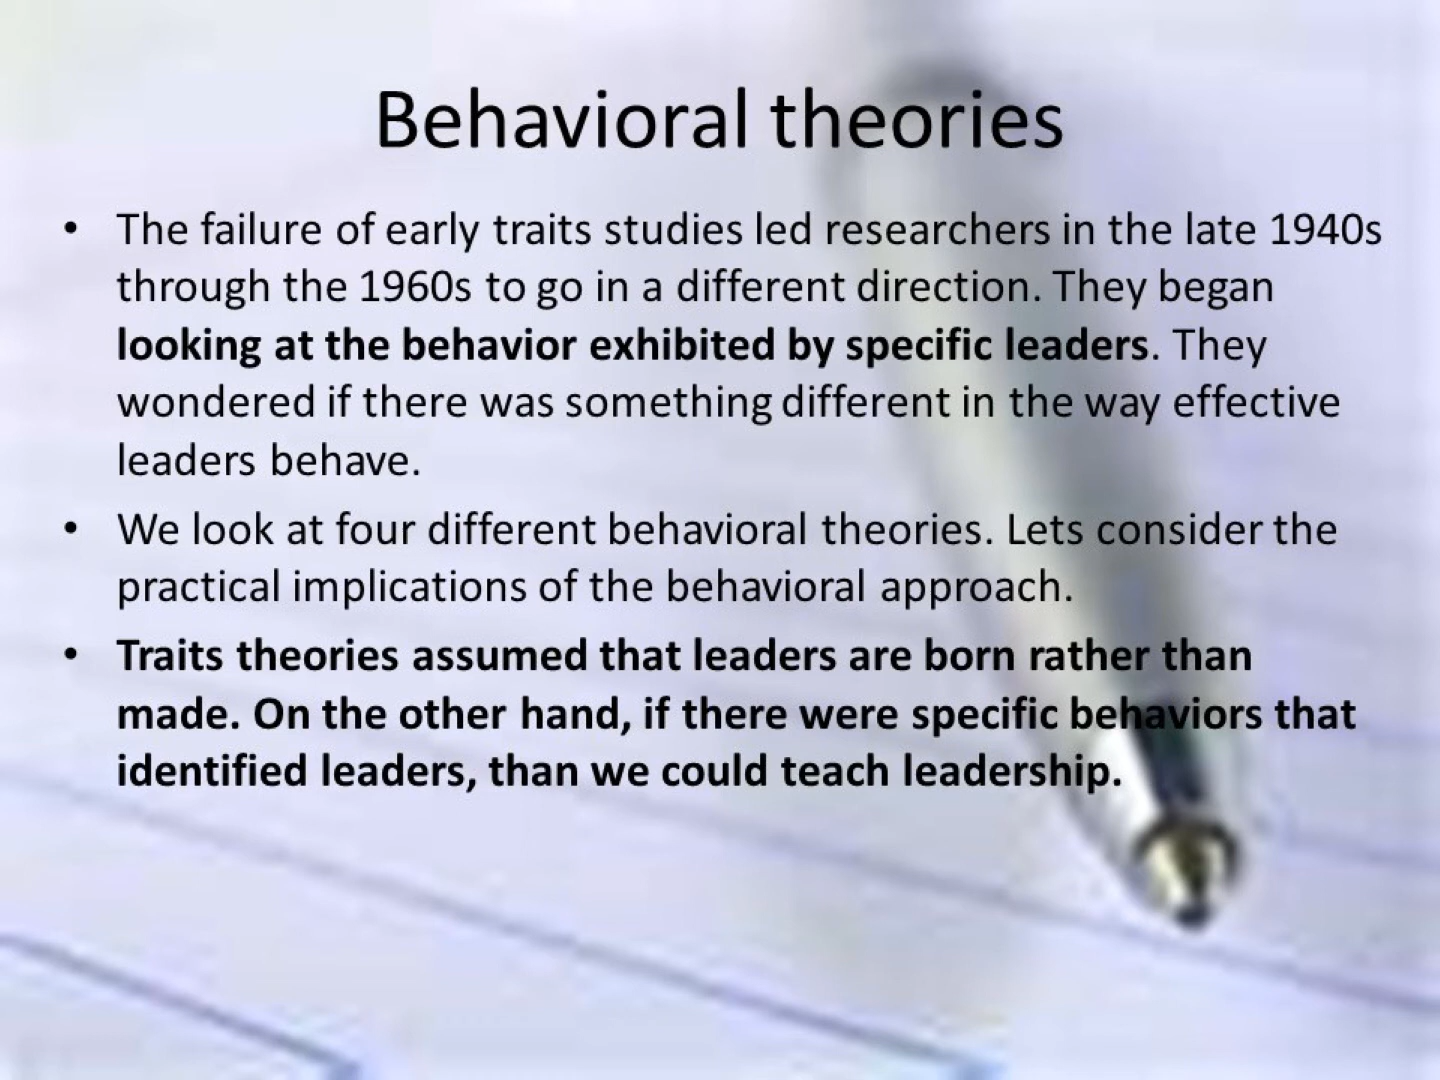 Behavioral theories
• The failure of early traits studies led researchers in the late 1940s
through the 1960s to go in a different direction. They began
looking at the behavior exhibited by specific leaders. They
wondered if there was something different in the way effective
leaders behave.
• We look at four different behavioral theories. Lets consider the
practical implications of the behavioral approach.
• Traits theories assumed that leaders are born rather than
made. On the other hand, if there were specific behaviors that
identified leaders, than we could teach leadership.